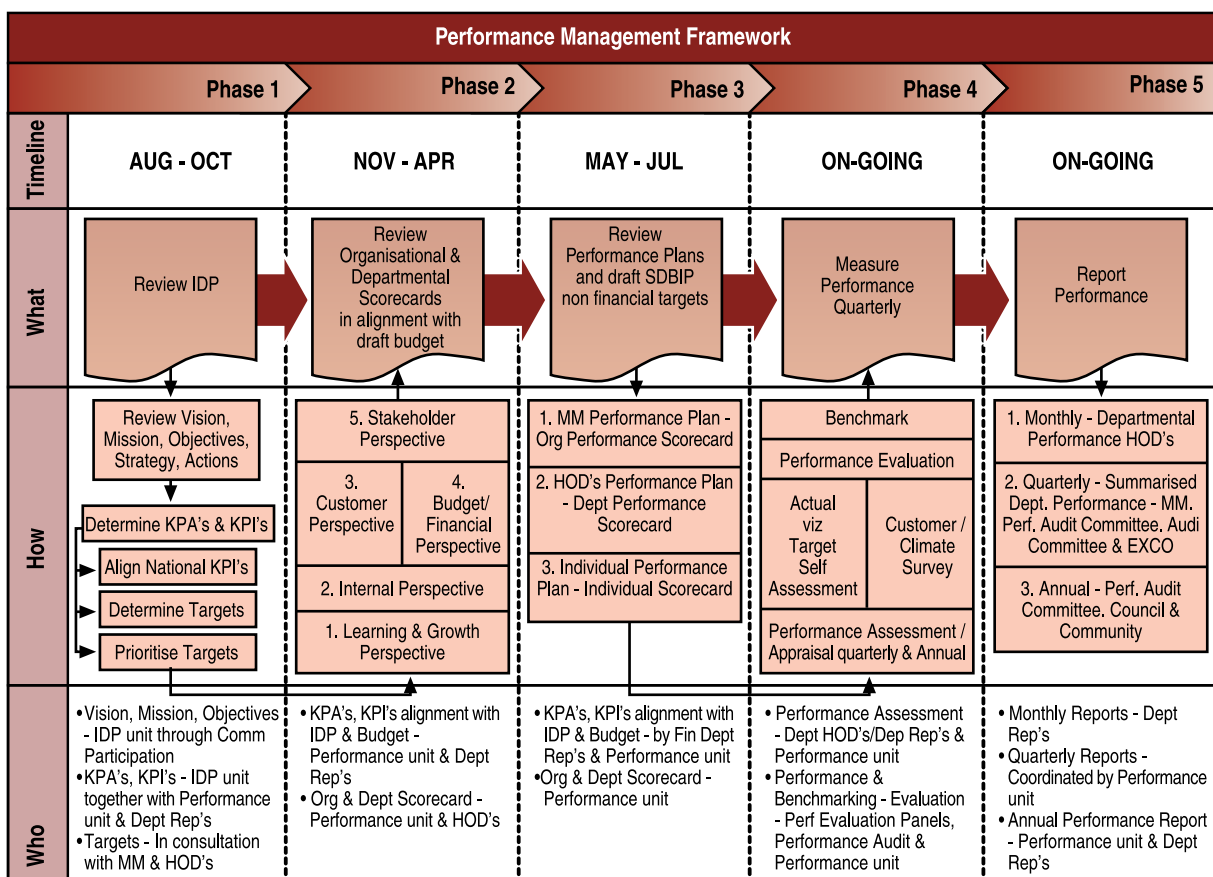 Performance Management Framework
Phase 1
Phase 2
Phase 3
Phase 4
Phase 5
Timeline
AUG - OCT
NOV - APR
MAY - JUL
ON-GOING
ON-GOING
What
Review IDP
Review
Organisational &
Departmental
Scorecards
in alignment with
draft budget
Review
Performance Plans
and draft SDBIP
non financial targets
Measure
Performance
Quarterly
Report
Performance
How
Review Vision,
Mission, Objectives,
Strategy, Actions
Determine KPA's & KPI's
Align National KPI's
Determine Targets
Prioritise Targets
5. Stakeholder
Perspective
3.
Customer
Perspective
4.
Budget/
Financial
Perspective
2. Internal Perspective
1. Learning & Growth
Perspective
1. MM Performance Plan -
Org Performance Scorecard
2. HOD's Performance Plan
- Dept Performance
Scorecard
3. Individual Performance
Plan - Individual Scorecard
Benchmark
Performance Evaluation
Actual
viz
Target
Self
Assessment
Customer /
Climate
Survey
Performance Assessment /
Appraisal quarterly & Annual
1. Monthly - Departmental
Performance HOD's
2. Quarterly - Summarised
Dept. Performance - MM.
Perf. Audit Committee. Audi
Committee & EXCO
3. Annual - Perf. Audit
Committee. Council &
Community
Who
•Vision, Mission, Objectives
- IDP unit through Comm
Participation
•KPA's, KPI's - IDP unit
together with Performance
unit & Dept Rep's
• Targets - In consultation
with MM & HOD's
• KPA's, KPI's alignment with
IDP & Budget -
Performance unit & Dept
Rep's
• Org & Dept Scorecard -
Performance unit & HOD's
• KPA's, KPI's alignment with
IDP & Budget - by Fin Dept
Rep's & Performance unit
•Org & Dept Scorecard -
Performance unit
• Performance Assessment
- Dept HOD's/Dep Rep's &
Performance unit
• Performance &
Benchmarking - Evaluation
- Perf Evaluation Panels,
Performance Audit &
Performance unit
• Monthly Reports - Dept
Rep's
• Quarterly Reports -
Coordinated by Performance
unit
• Annual Performance Report
- Performance unit & Dept
Rep's